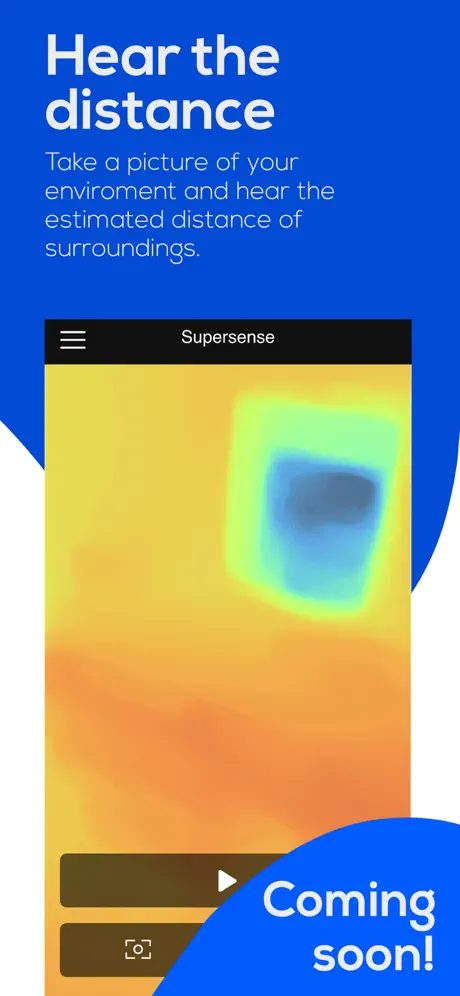 Hear the
distance
Take a picture of your
enviroment and hear the
estimated distance of
surroundings.
Supersense
Coming
soon!